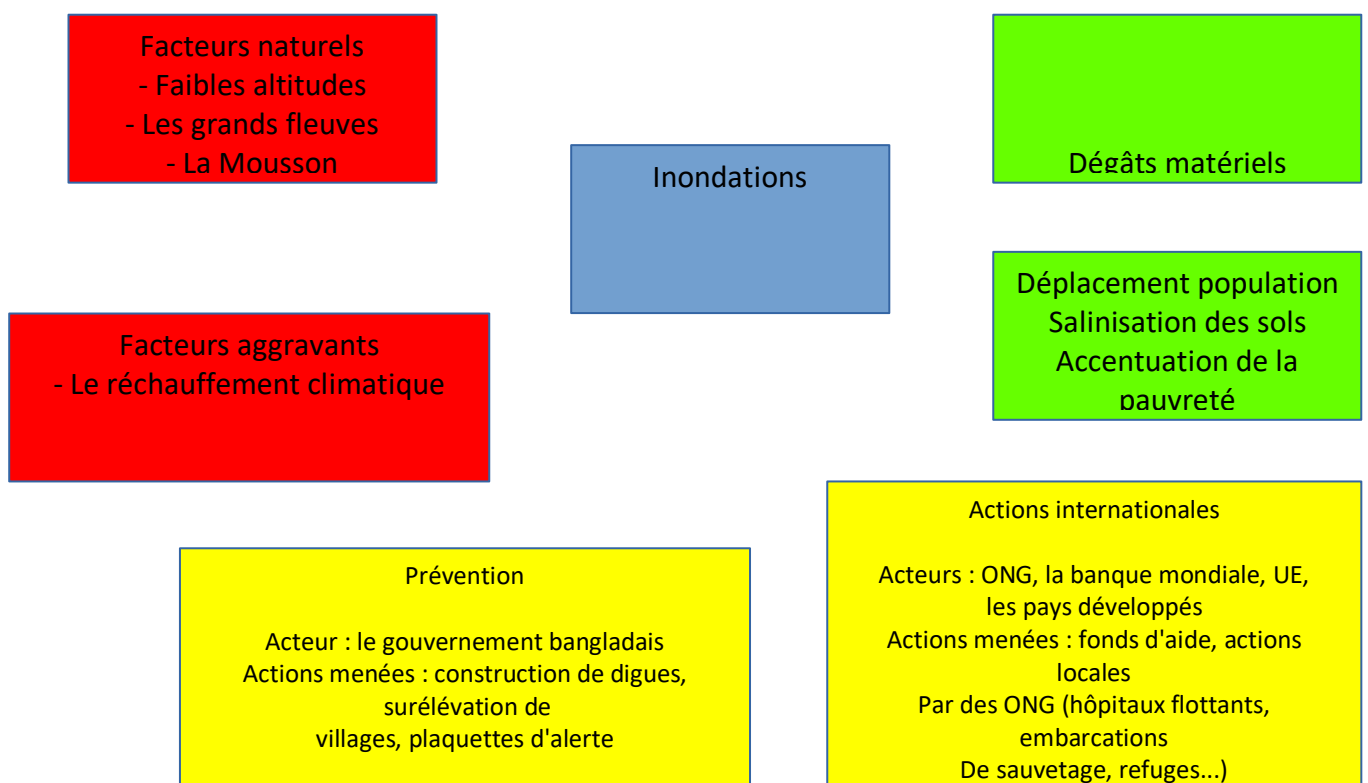 Facteurs naturels
- Faibles altitudes
- Les grands fleuves
- La Mousson
Inondations
Dégâts matériels
Déplacement population
Salinisation des sols
Accentuation de la
pauvreté
Facteurs aggravants
- Le réchauffement climatique
Prévention
Acteur : le gouvernement bangladais
Actions menées : construction de digues,
surélévation de
villages, plaquettes d'alerte
Actions internationales
Acteurs : ONG, la banque mondiale, UE,
les pays développés
Actions menées : fonds d'aide, actions
locales
Par des ONG (hôpitaux flottants,
embarcations
De sauvetage, refuges...)